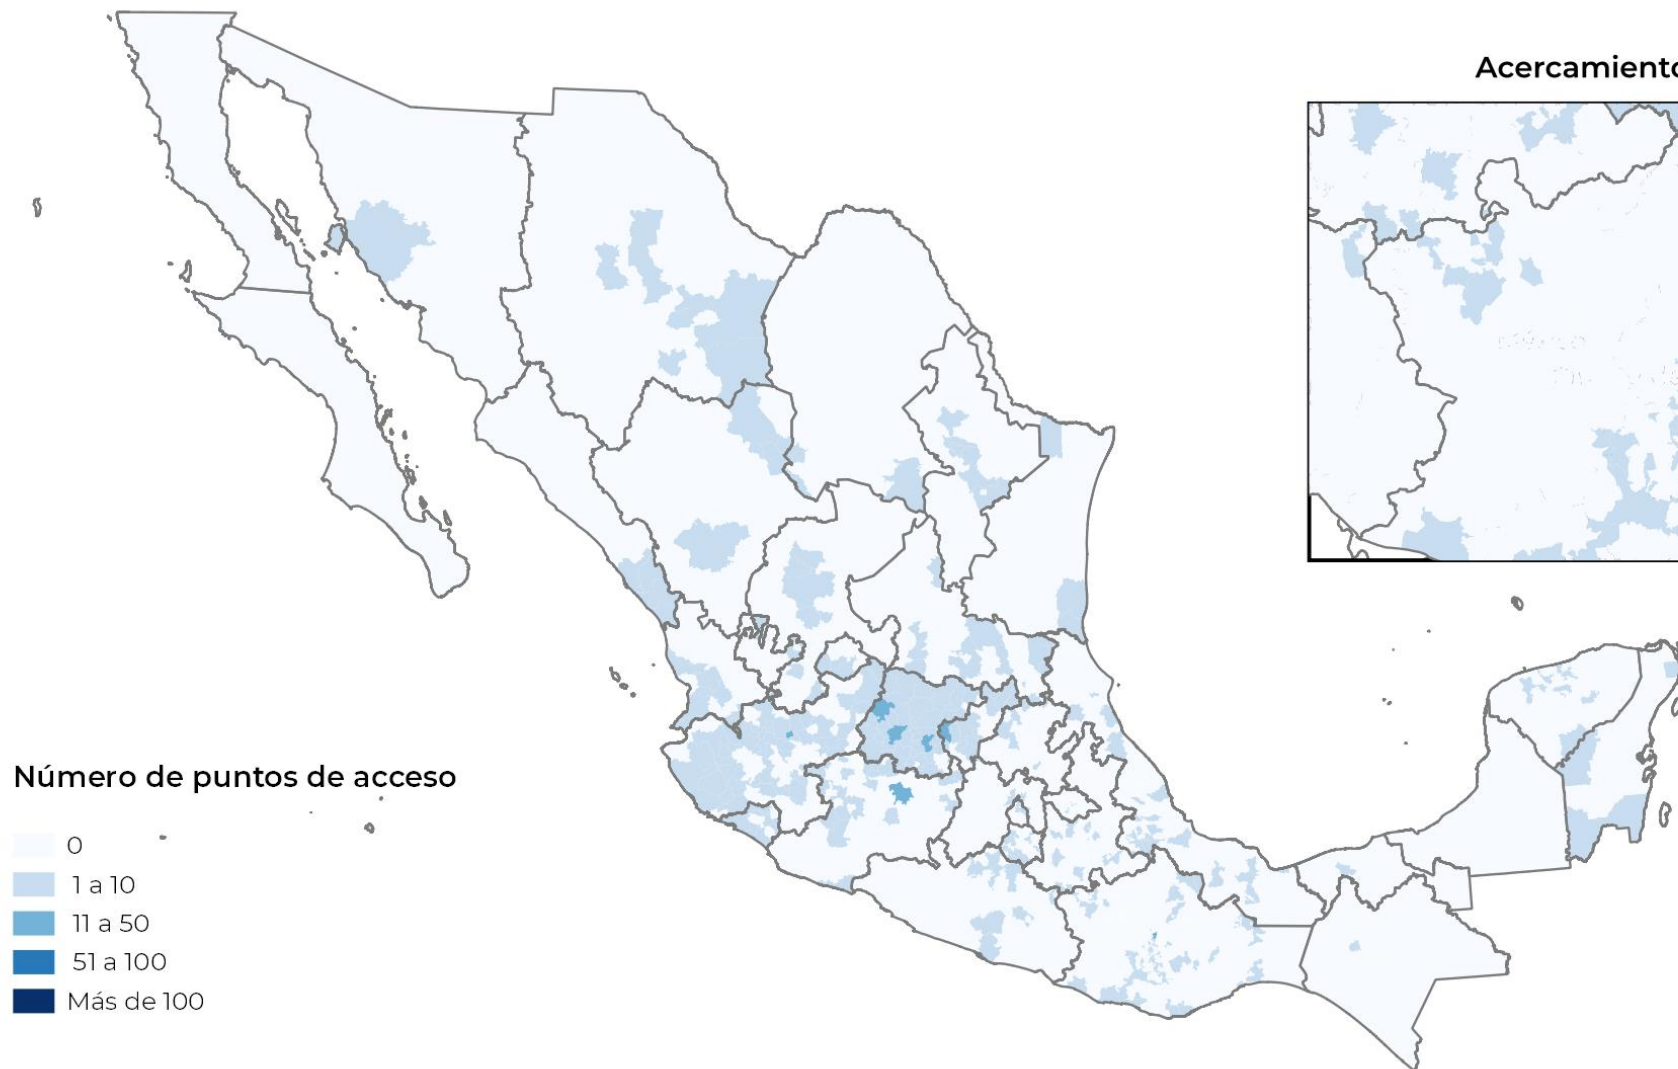 Acercamiento
Número de puntos de acceso
0
1 a 10
11 a 50
51 a 100
Más de 100